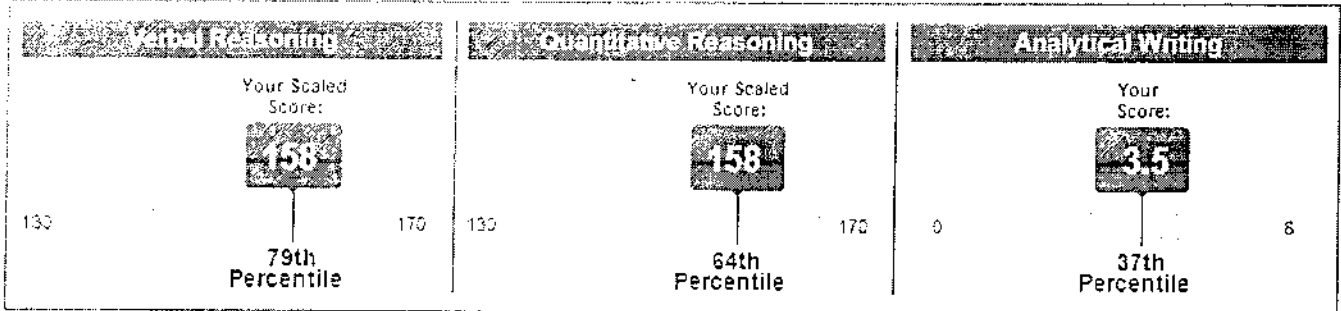 Verbal Reasoning
Your Scaled
Score:
158
130
170
79th
Percentile
Quantitative Reasoning
Your Scaled
Score:
158
130
170
64th
Percentile
Analytical Writing
Your
Score:
3.5
0
6
37th
Percentile